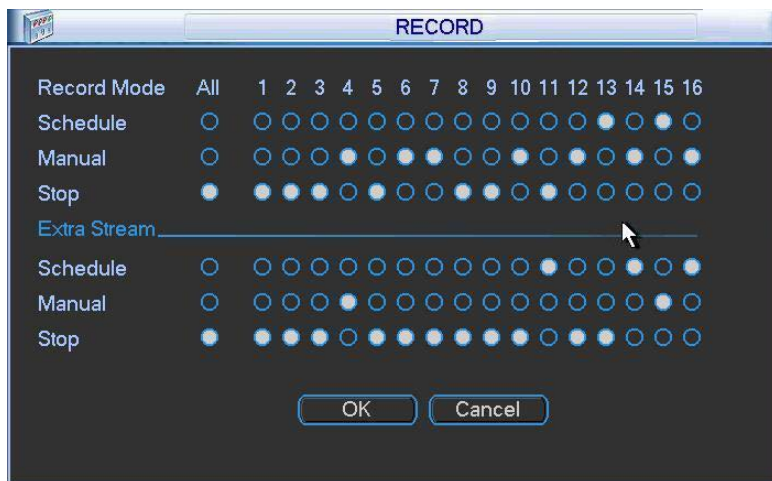 RECORD
Record Mode All 1 2 3 4 5 6 7 8 9 10 11 12 13 14 15 16
Schedule
Manual
Stop
Extra Stream
Schedule
Manual
Stop
OK Cancel